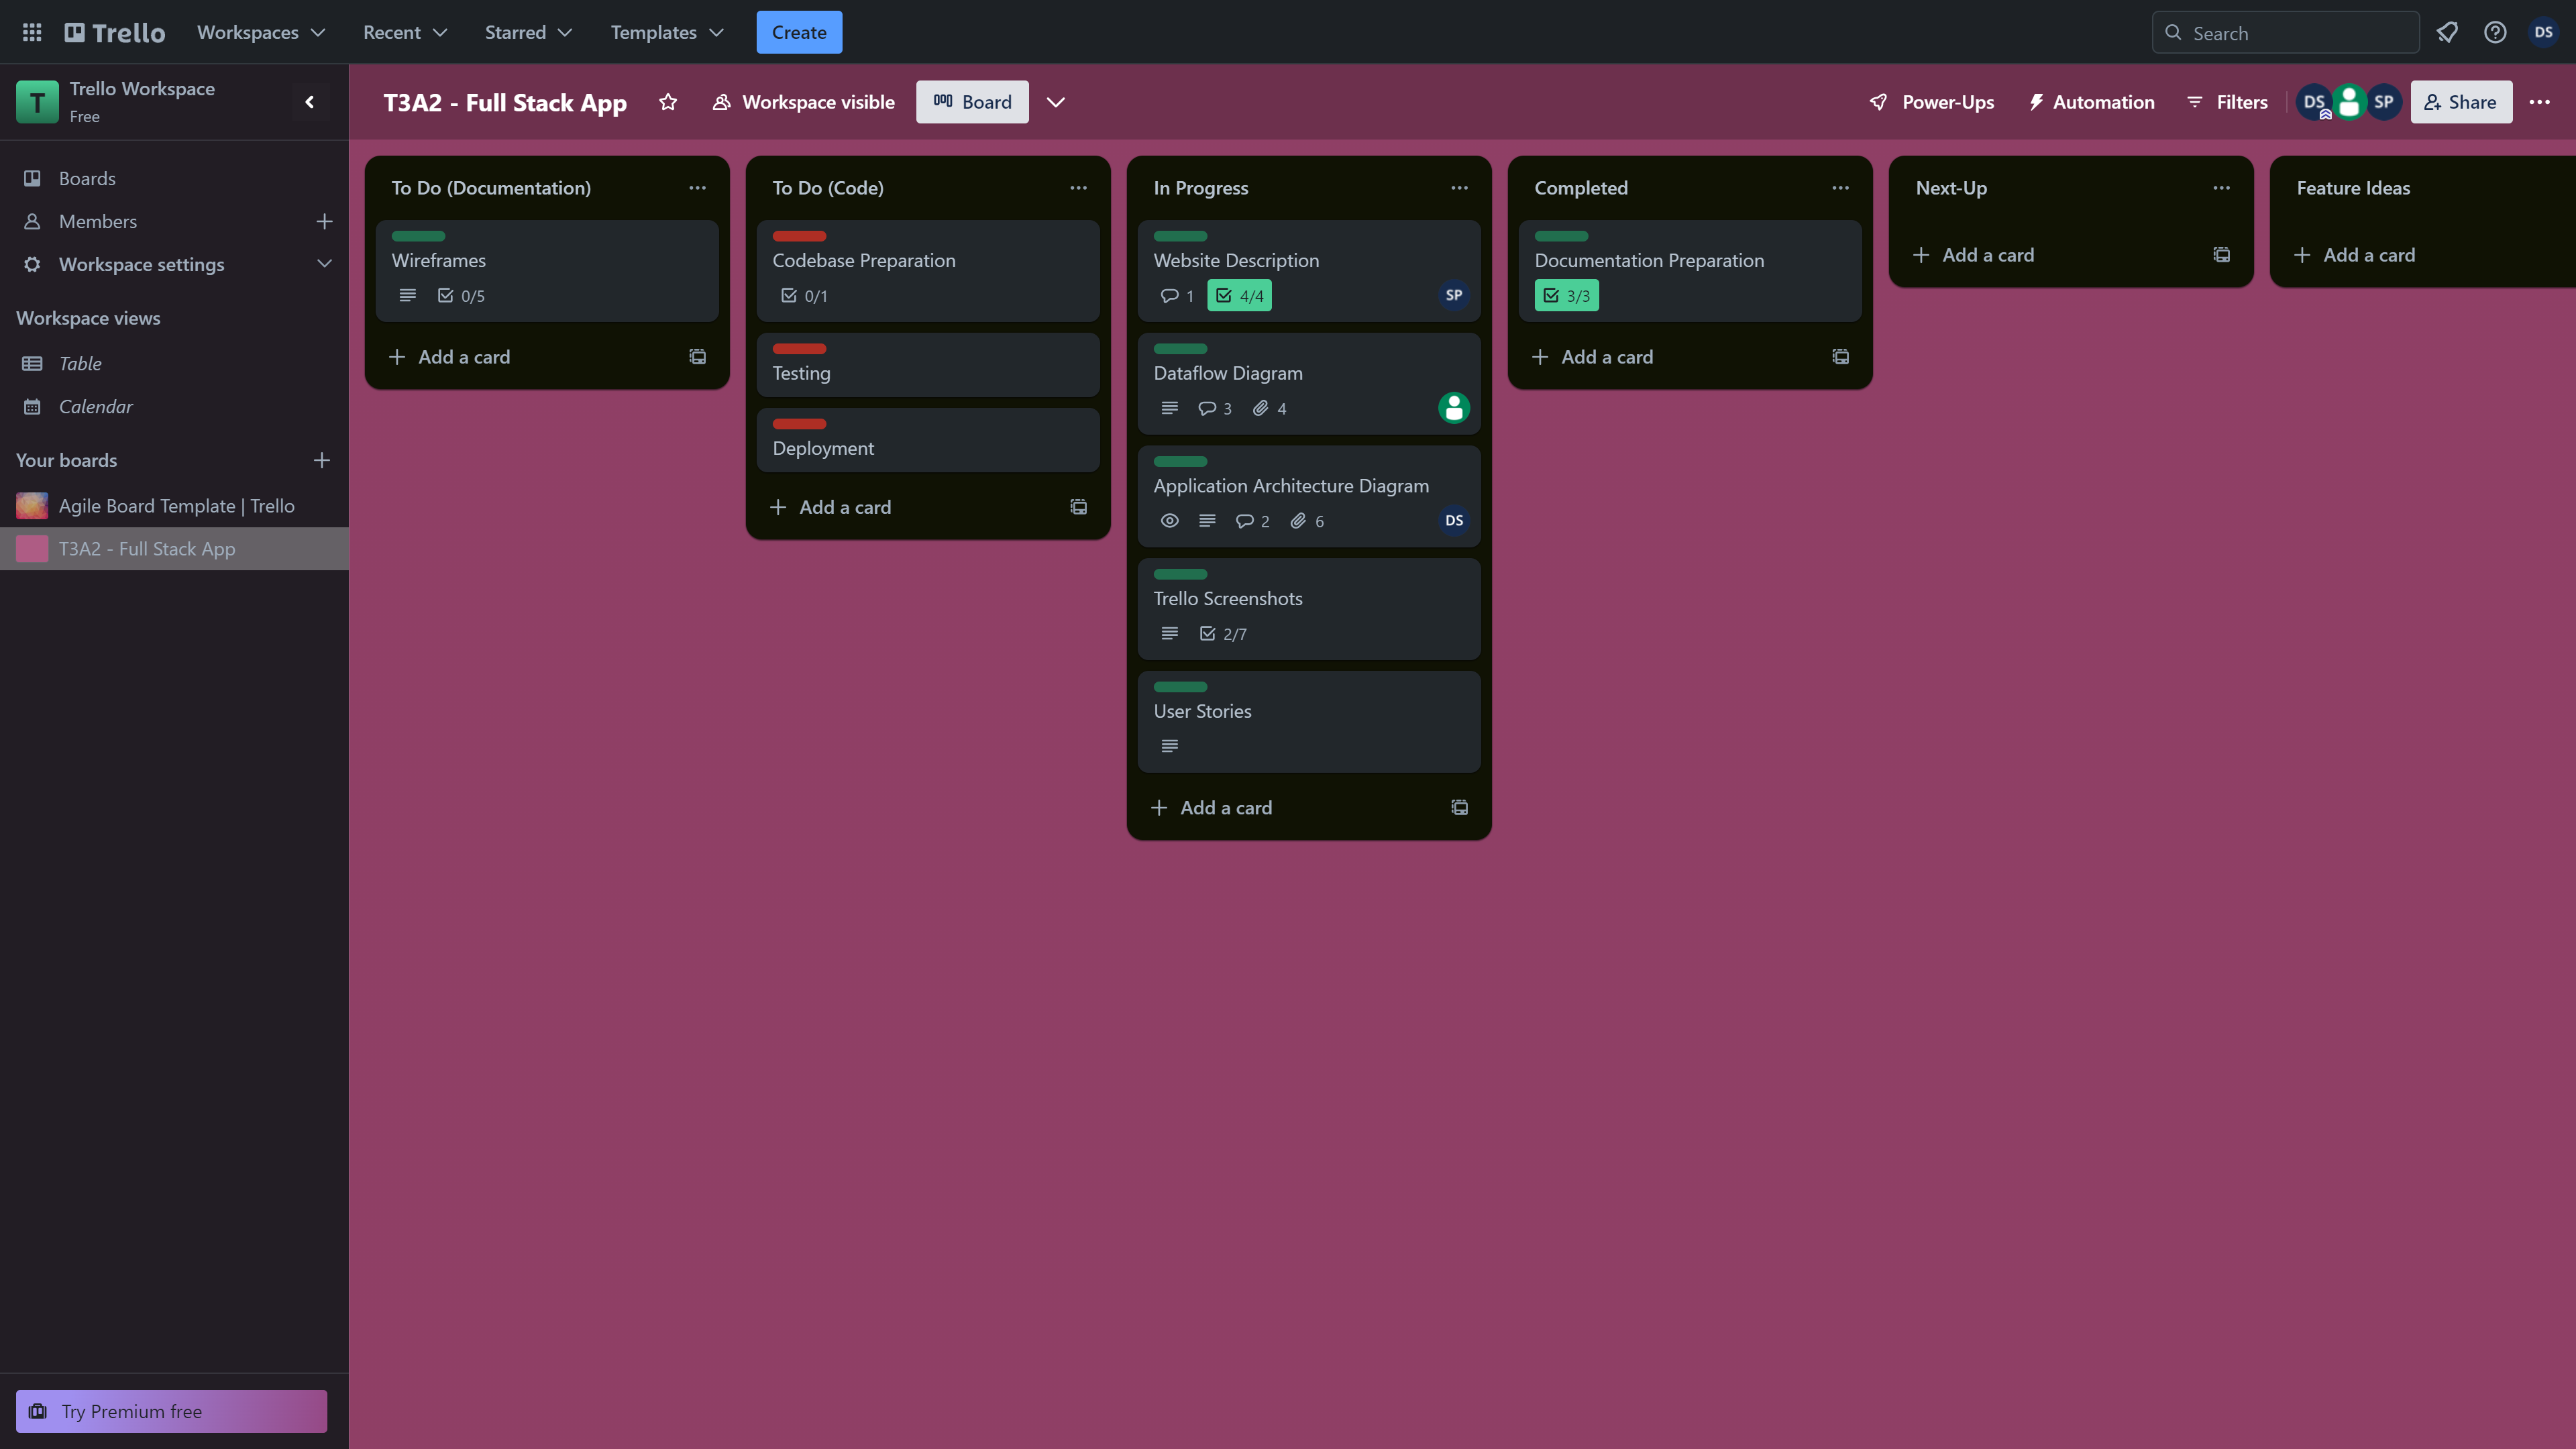 Trello
Workspaces
Recent
Starred
Templates
Create
Search
DS
T
Trello Workspace
Free
T3A2 - Full Stack App
Workspace visible
Board
Power-Ups
Automation
Filters
DS
SP
Share
Boards
Members
Workspace settings
Workspace views
Table
Calendar
Your boards
Agile Board Template | Trello
T3A2 - Full Stack App
Try Premium free
To Do (Documentation)
Wireframes
0/5
Add a card
To Do (Code)
Codebase Preparation
0/1
Testing
Deployment
Add a card
In Progress
Website Description
1 4/4 SP
Dataflow Diagram
3 4
Application Architecture Diagram
2 6 DS
Trello Screenshots
2/7
User Stories
Add a card
Completed
Documentation Preparation
3/3
Add a card
Next-Up
Add a card
Feature Ideas
Add a card